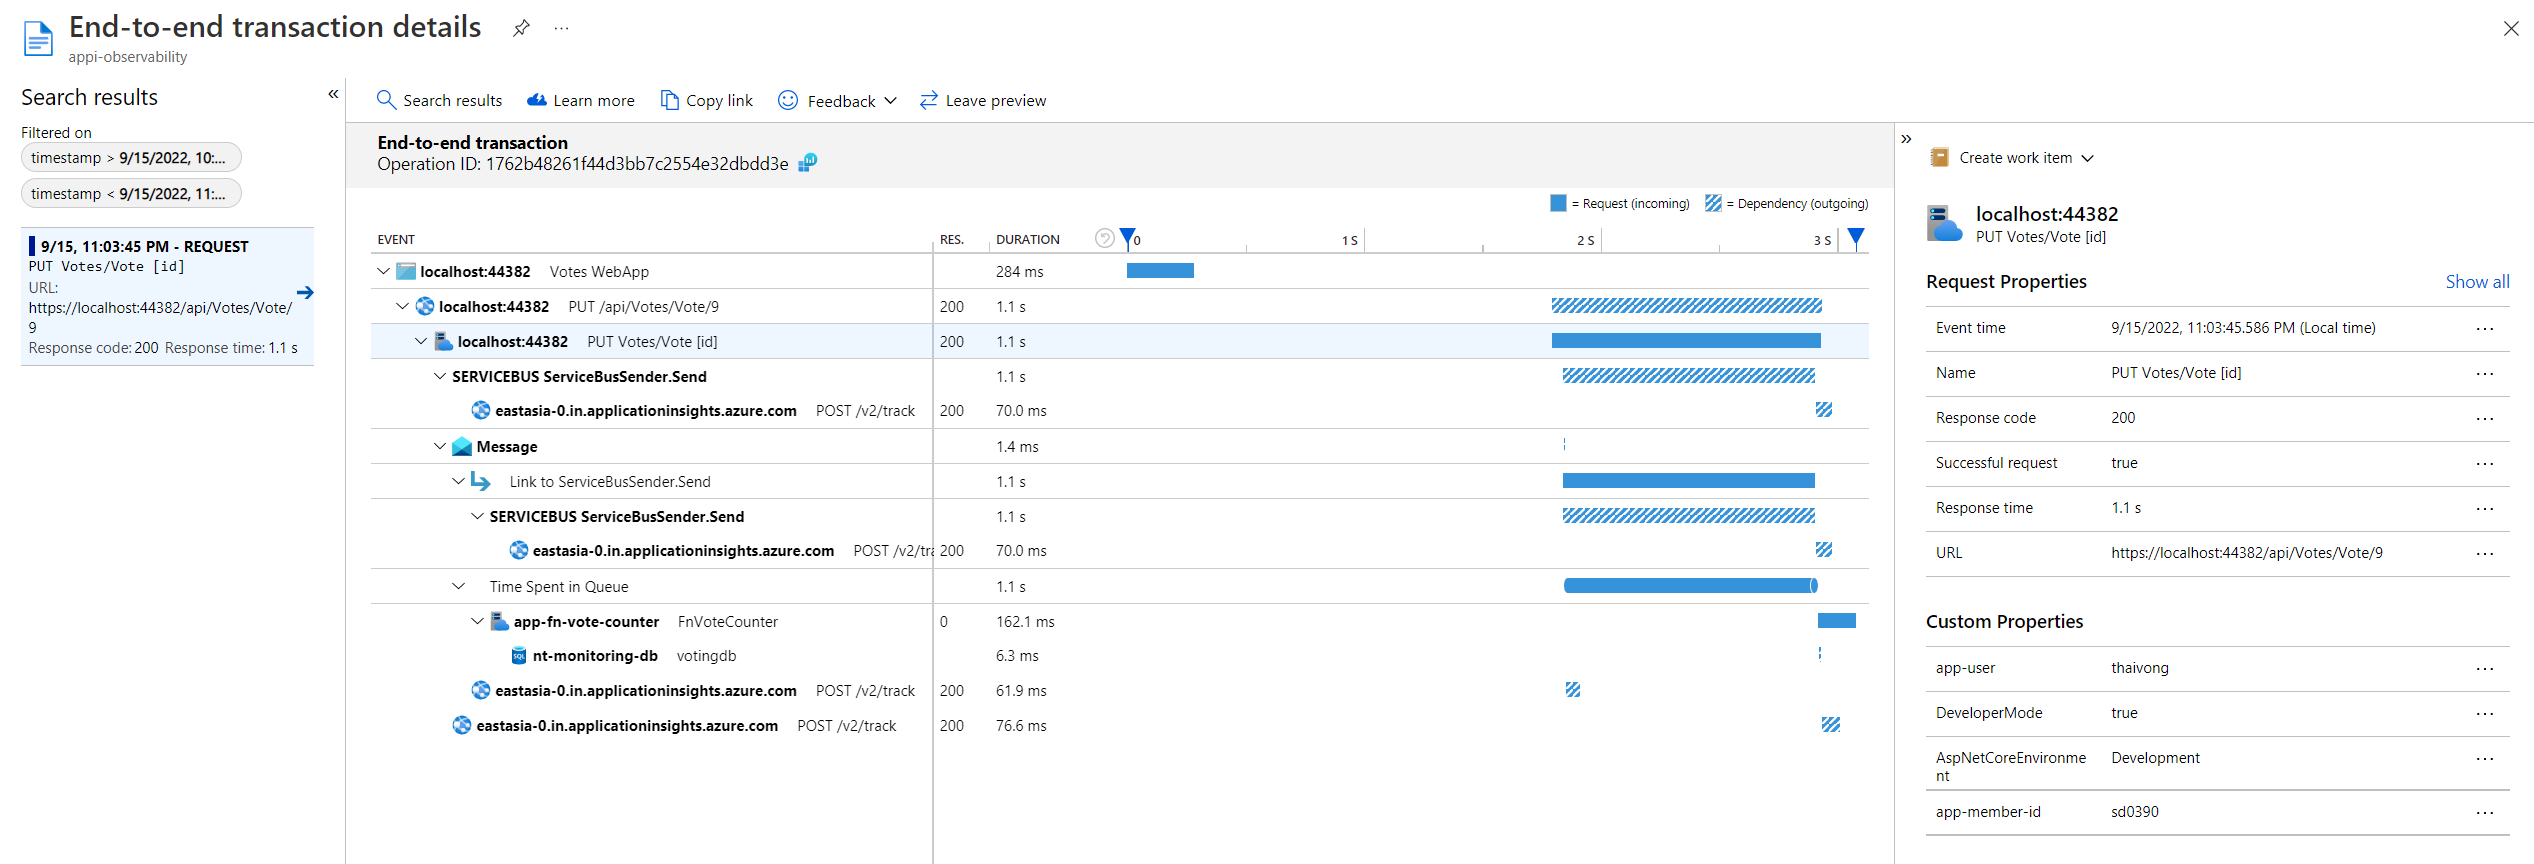 End-to-end transaction details
...
appi-observability
Search results
«
Filtered on
timestamp > 9/15/2022, 10:...
timestamp < 9/15/2022, 11:...
9/15, 11:03:45 PM - REQUEST
PUT Votes/Vote [id]
URL:
https://localhost:44382/api/Votes/Vote/
9
Response code: 200 Response time: 1.1 s
Search results Learn more Copy link Feedback Leave preview
End-to-end transaction
Operation ID: 1762b48261f44d3bb7c2554e32dbdd3e
= Request (incoming) = Dependency (outgoing)
EVENT RES. DURATION 0 1 S 2 S 3 S
localhost:44382 Votes WebApp 284 ms
localhost:44382 PUT /api/Votes/Vote/9 200 1.1 s
localhost:44382 PUT Votes/Vote [id] 200 1.1 s
SERVICEBUS ServiceBusSender.Send 1.1 s
eastasia-0.in.applicationinsights.azure.com POST /v2/track 200 70.0 ms
Message 1.4 ms
Link to ServiceBusSender.Send 1.1 s
SERVICEBUS ServiceBusSender.Send 1.1 s
eastasia-0.in.applicationinsights.azure.com POST /v2/tra 200 70.0 ms
Time Spent in Queue 1.1 s
app-fn-vote-counter FnVoteCounter 0 162.1 ms
SQL nt-monitoring-db votingdb 6.3 ms
eastasia-0.in.applicationinsights.azure.com POST /v2/track 200 61.9 ms
eastasia-0.in.applicationinsights.azure.com POST /v2/track 200 76.6 ms
»
Create work item
localhost:44382
PUT Votes/Vote [id]
Request Properties Show all
Event time 9/15/2022, 11:03:45.586 PM (Local time) ...
Name PUT Votes/Vote [id] ...
Response code 200 ...
Successful request true ...
Response time 1.1 s ...
URL https://localhost:44382/api/Votes/Vote/9 ...
Custom Properties
app-user thaivong ...
DeveloperMode true ...
AspNetCoreEnvironme Development ...
nt
app-member-id sd0390 ...